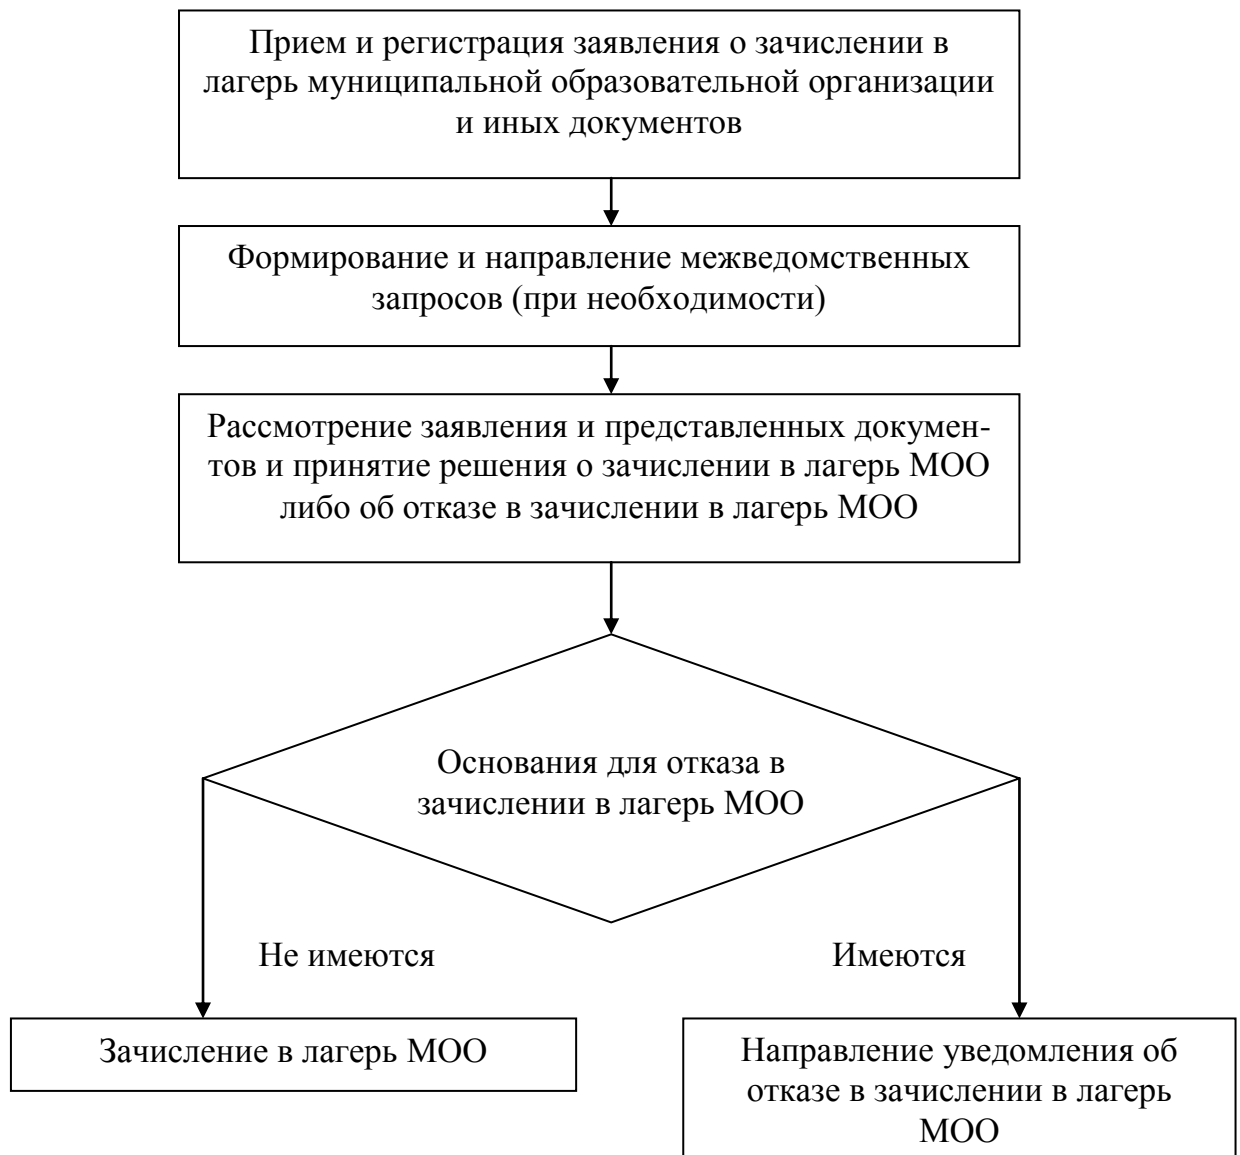 Прием и регистрация заявления о зачислении в
лагерь муниципальной образовательной организации
и иных документов
Формирование и направление межведомственных
запросов (при необходимости)
Рассмотрение заявления и представленных докумен-
тов и принятие решения о зачислении в лагерь МОО
либо об отказе в зачислении в лагерь МОО
Основания для отказа в
зачислении в лагерь МОО
Не имеются
Имеются
Зачисление в лагерь МОО
Направление уведомления об
отказе в зачислении в лагерь
МОО